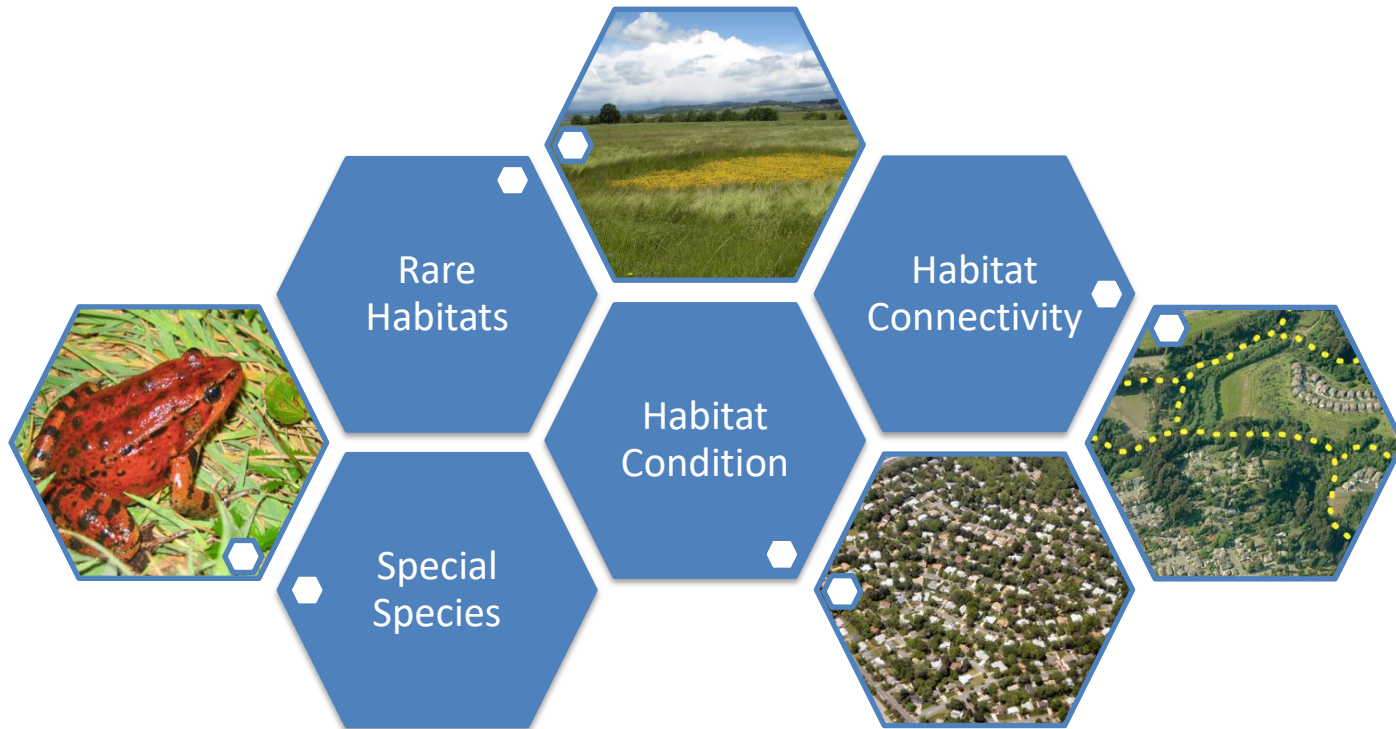 Rare
Habitats
Habitat
Connectivity
Habitat
Condition
Special
Species